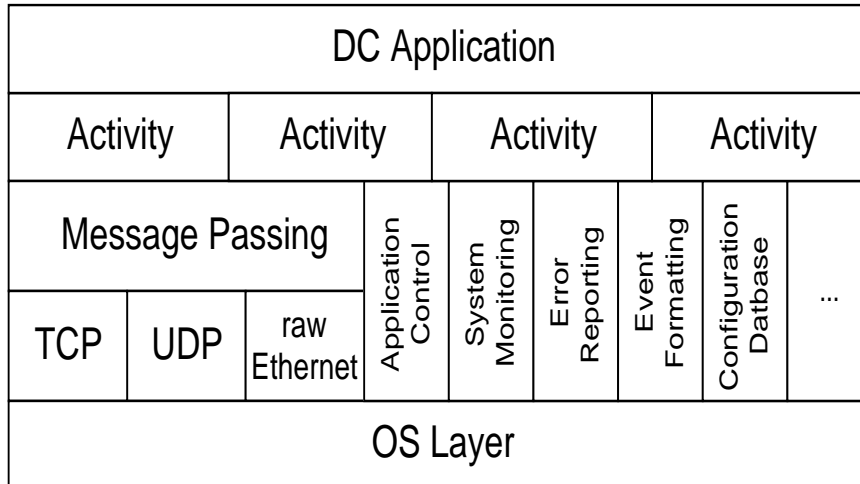 DC Application
Activity
Activity
Activity
Activity
Message Passing
Application
Control
System
Monitoring
Error
Reporting
Event
Formatting
Configuration
Datbase
...
TCP
UDP
raw
Ethernet
OS Layer